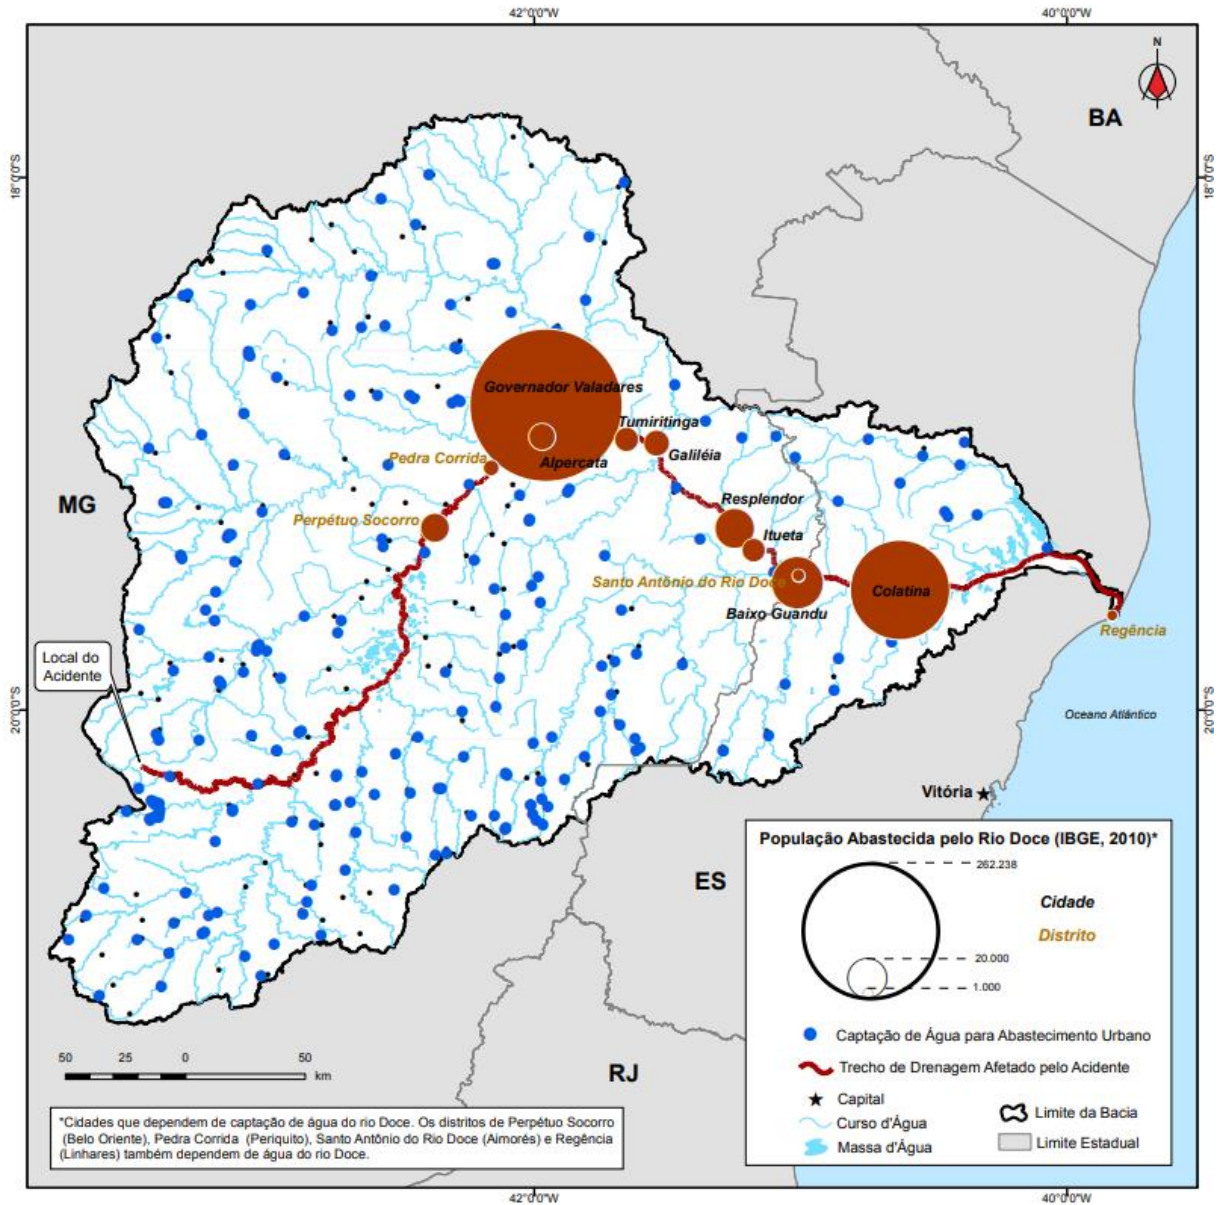 42°0'0"W
40°0'0"W
N
BA
18°0'0"S
18°0'0"S
Governador Valadares
Tumiritinga
Alpercata
Galiléia
Pedra Corrida
MG
Resplendor
Perpétuo Socorro
Itueta
Santo Antônio do Rio Doce
Colatina
Baixo Guandu
Regência
Local do
Acidente
20°0'0"S
20°0'0"S
Oceano Atlântico
Vitória
ES
RJ
População Abastecida pelo Rio Doce (IBGE, 2010)*
262.238
Cidade
Distrito
20.000
1.000
Captação de Água para Abastecimento Urbano
Trecho de Drenagem Afetado pelo Acidente
Capital
Curso d'Água
Massa d'Água
Limite da Bacia
Limite Estadual
50 25 0 50
km
*Cidades que dependem de captação de água do rio Doce. Os distritos de Perpétuo Socorro
(Belo Oriente), Pedra Corrida (Periquito), Santo Antônio do Rio Doce (Aimorés) e Regência
(Linhares) também dependem de água do rio Doce.
42°0'0"W
40°0'0"W